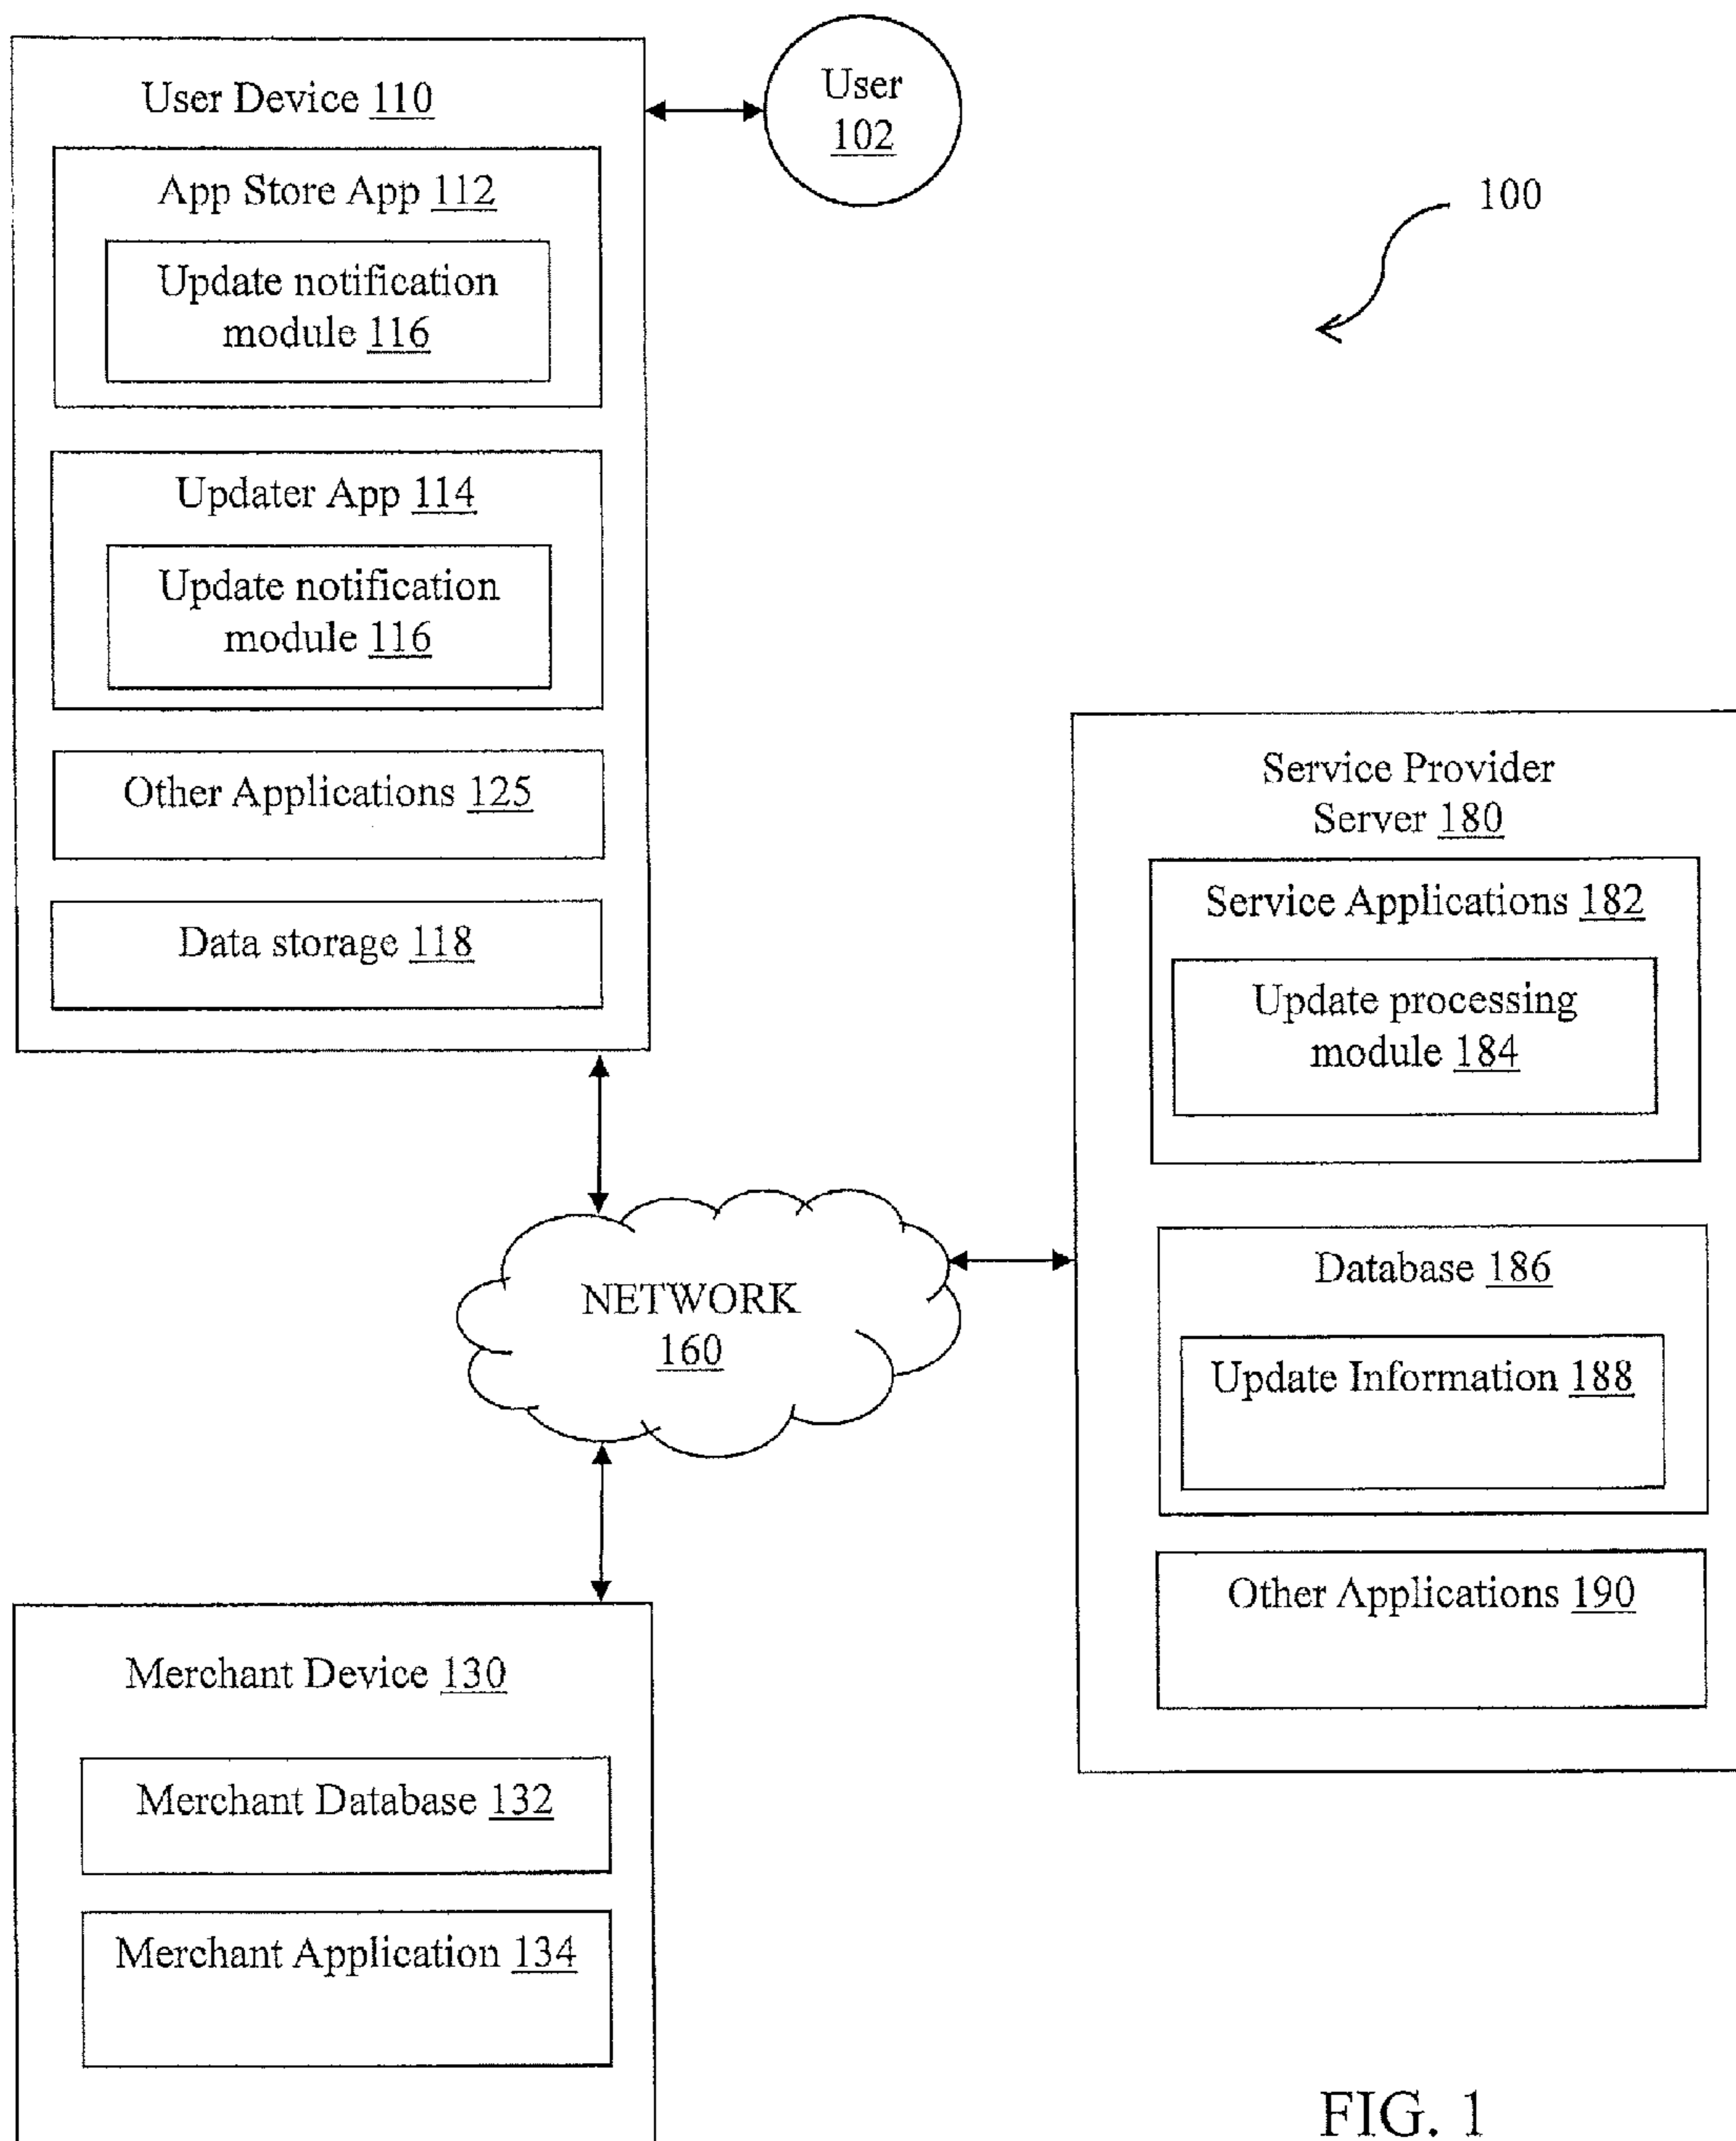 User Device 110
User
102
App Store App 112
100
Update notification
module 116
Updater App 114
Update notification
module 116
Other Applications 125
Data storage 118
Service Provider
Server 180
Service Applications 182
Update processing
module 184
Database 186
Update Information 188
Other Applications 190
NETWORK
160
Merchant Device 130
Merchant Database 132
Merchant Application 134
FIG. 1